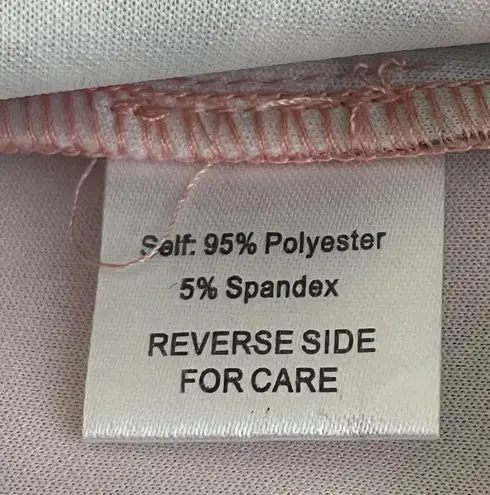 Self: 95% Polyester
5% Spandex
REVERSE SIDE
FOR CARE